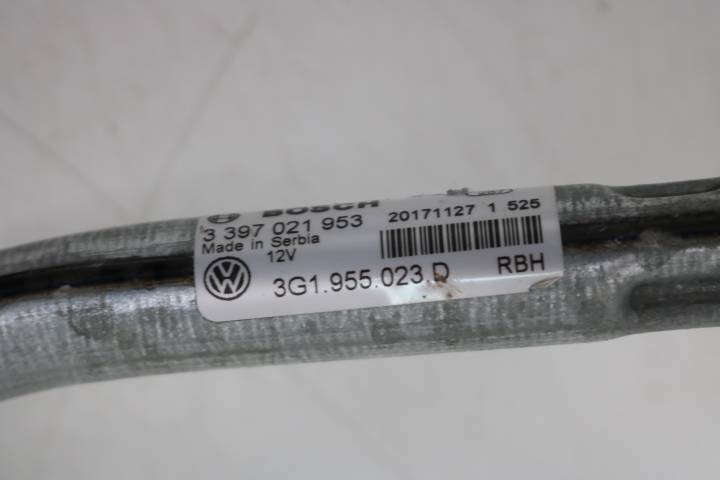 BOSCH
3 397 021 953
20171127 1 525
Made in Serbia
12V
3G1.955.023 D
RBH